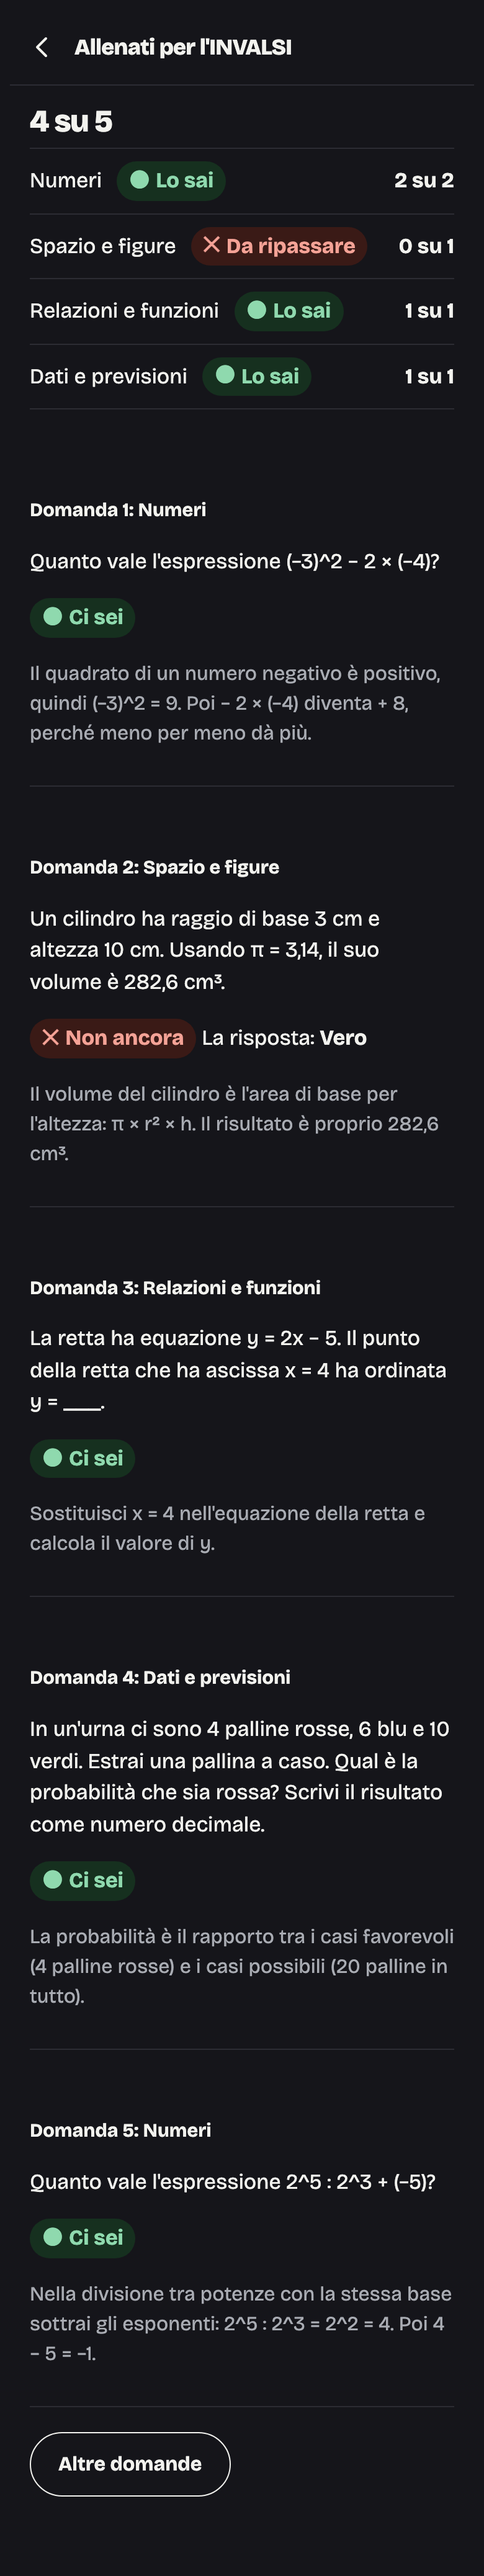 Allenati per l'INVALSI
4 su 5
Numeri Lo sai 2 su 2
Spazio e figure Da ripassare 0 su 1
Relazioni e funzioni Lo sai 1 su 1
Dati e previsioni Lo sai 1 su 1
Domanda 1: Numeri
Quanto vale l'espressione (−3)^2 − 2 × (−4)?
Ci sei
Il quadrato di un numero negativo è positivo,
quindi (−3)^2 = 9. Poi − 2 × (−4) diventa + 8,
perché meno per meno dà più.
Domanda 2: Spazio e figure
Un cilindro ha raggio di base 3 cm e
altezza 10 cm. Usando π = 3,14, il suo
volume è 282,6 cm³.
Non ancora La risposta: Vero
Il volume del cilindro è l'area di base per
l'altezza: π × r² × h. Il risultato è proprio 282,6
cm³.
Domanda 3: Relazioni e funzioni
La retta ha equazione y = 2x − 5. Il punto
della retta che ha ascissa x = 4 ha ordinata
y = ____.
Ci sei
Sostituisci x = 4 nell'equazione della retta e
calcola il valore di y.
Domanda 4: Dati e previsioni
In un'urna ci sono 4 palline rosse, 6 blu e 10
verdi. Estrai una pallina a caso. Qual è la
probabilità che sia rossa? Scrivi il risultato
come numero decimale.
Ci sei
La probabilità è il rapporto tra i casi favorevoli
(4 palline rosse) e i casi possibili (20 palline in
tutto).
Domanda 5: Numeri
Quanto vale l'espressione 2^5 : 2^3 + (−5)?
Ci sei
Nella divisione tra potenze con la stessa base
sottrai gli esponenti: 2^5 : 2^3 = 2^2 = 4. Poi 4
− 5 = −1.
Altre domande